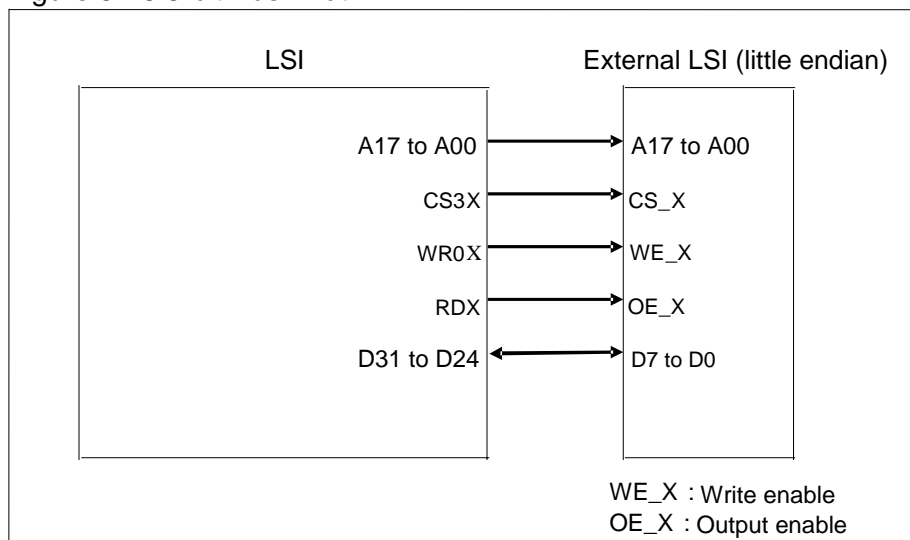 LSI External LSI (little endian)
A17 to A00 A17 to A00
CS3X CS_X
WR0X WE_X
RDX OE_X
D31 to D24 D7 to D0
WE_X : Write enable
OE_X : Output enable